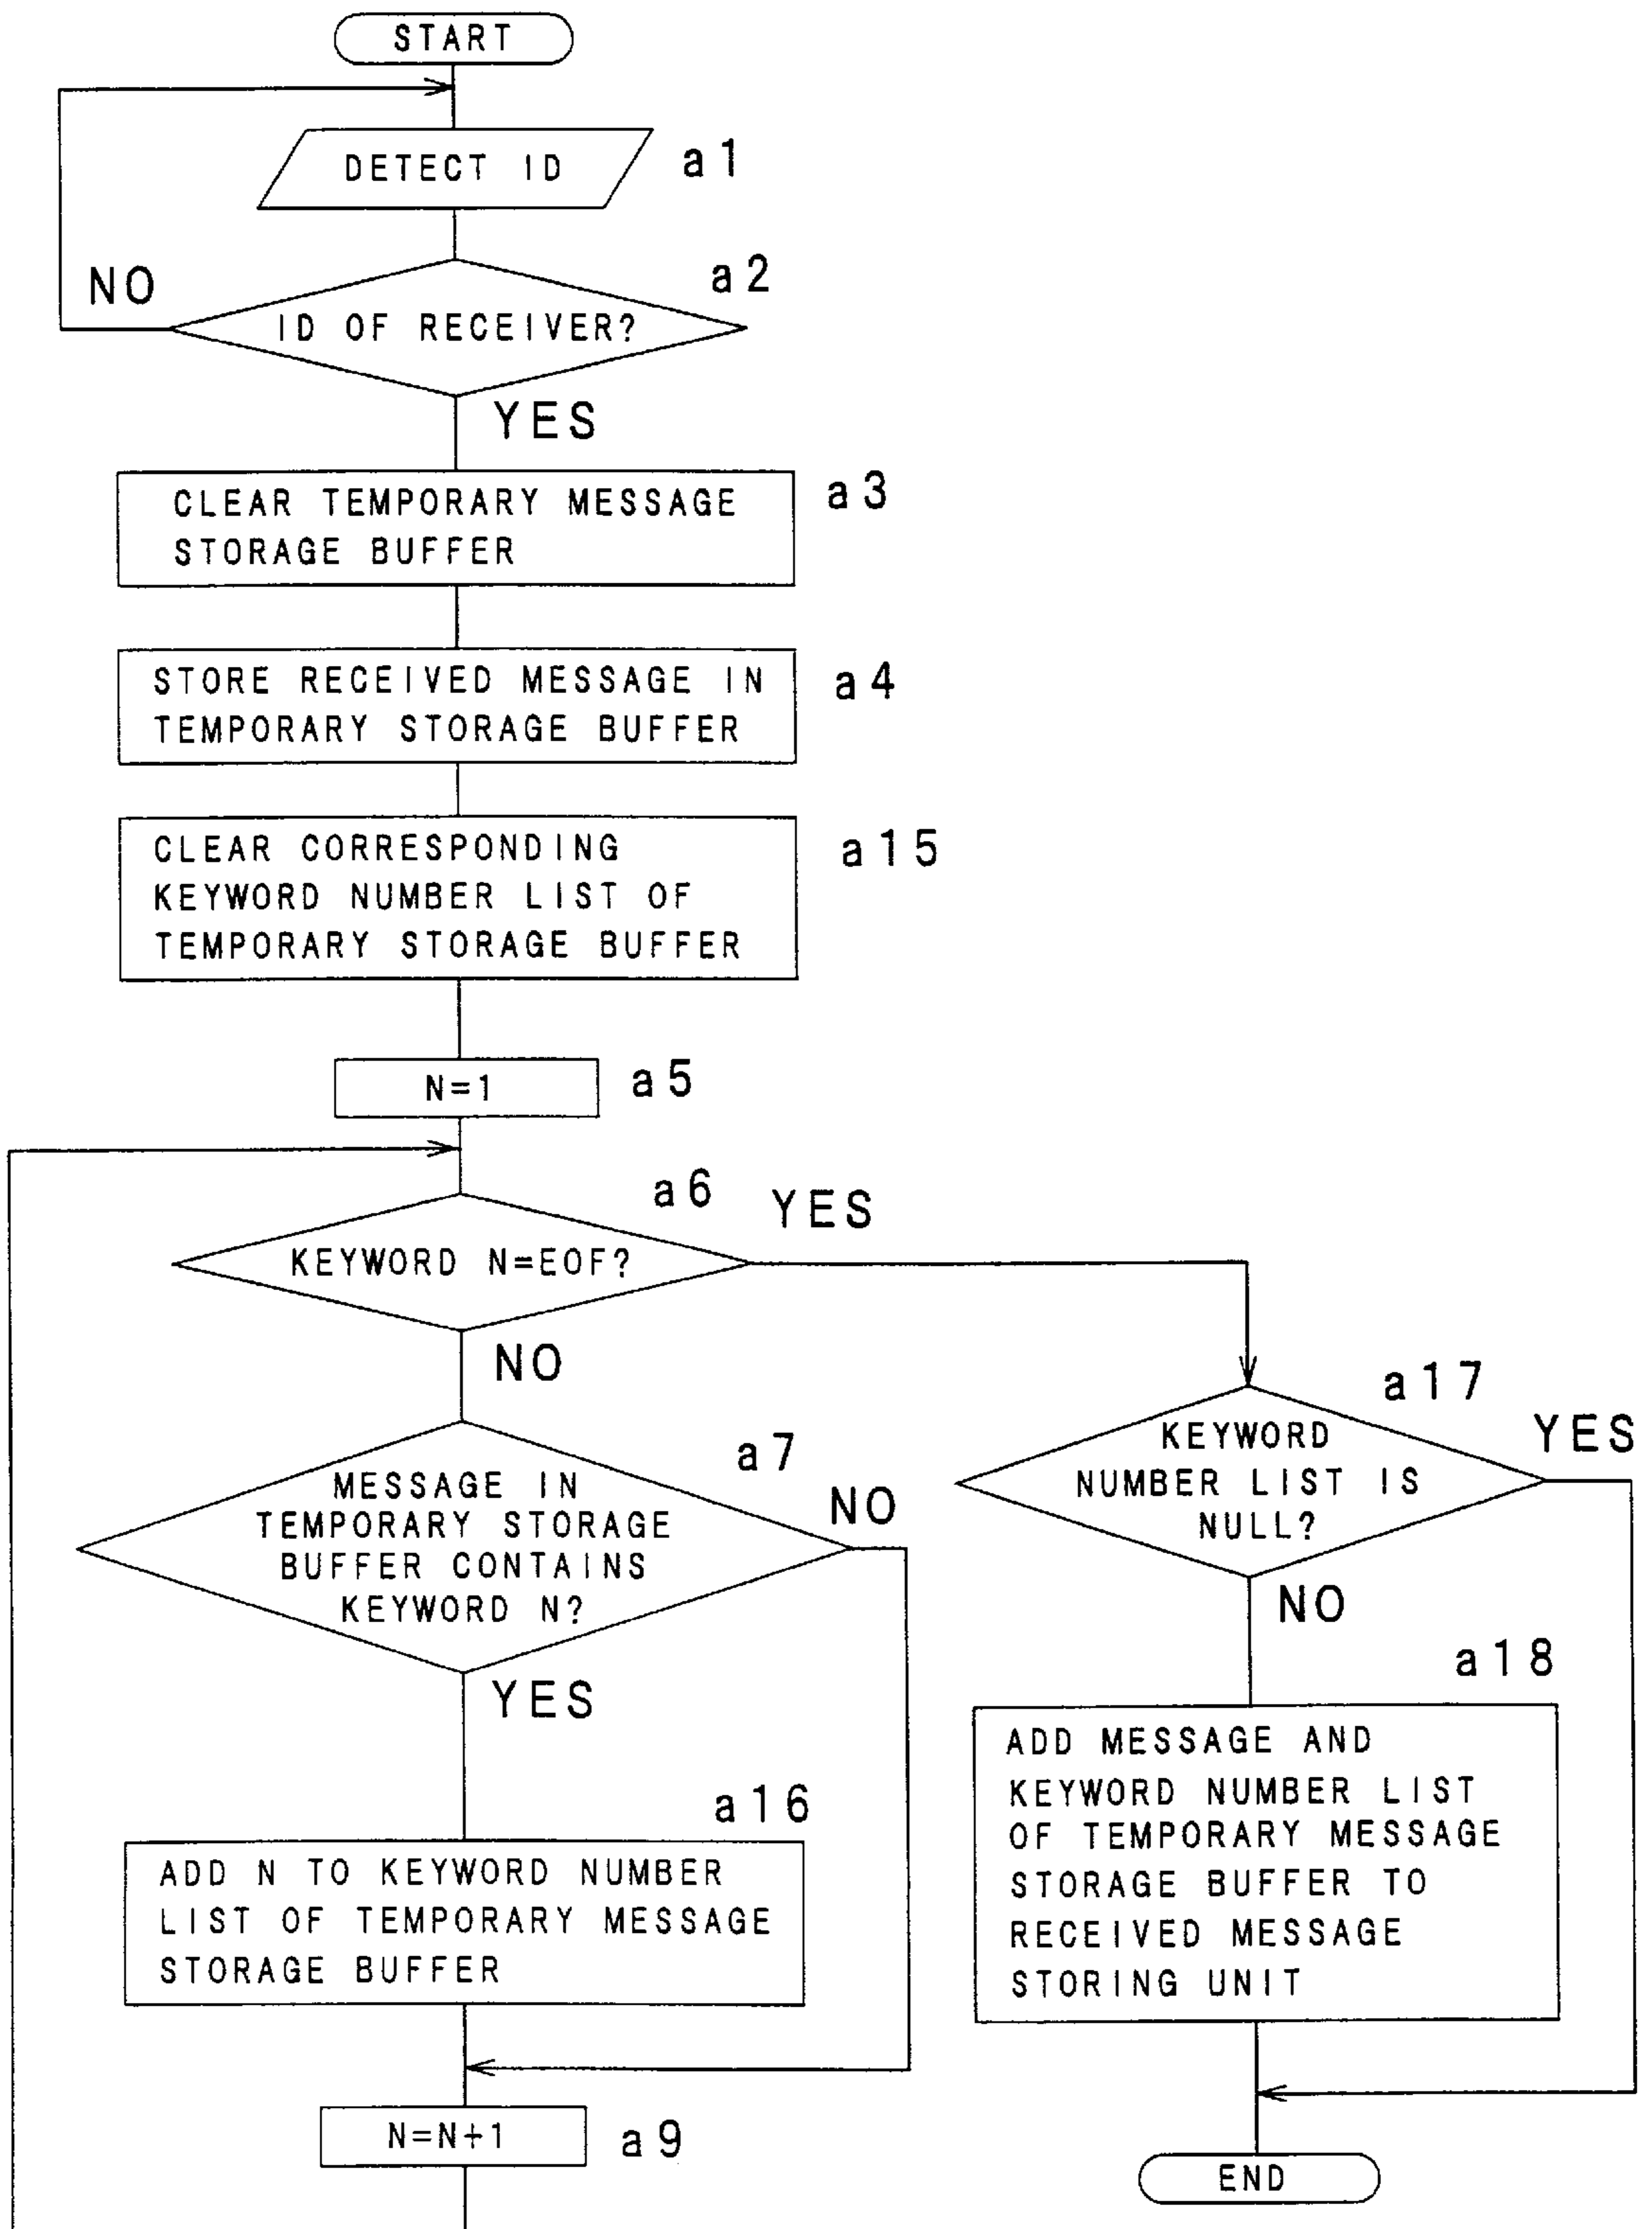 START
DETECT ID
a1
a2
NO
ID OF RECEIVER?
YES
CLEAR TEMPORARY MESSAGE
STORAGE BUFFER
a3
STORE RECEIVED MESSAGE IN
TEMPORARY STORAGE BUFFER
a4
CLEAR CORRESPONDING
KEYWORD NUMBER LIST OF
TEMPORARY STORAGE BUFFER
a15
N=1
a5
a6
YES
KEYWORD N=EOF?
NO
a7
MESSAGE IN
TEMPORARY STORAGE
BUFFER CONTAINS
KEYWORD N?
NO
YES
a16
ADD N TO KEYWORD NUMBER
LIST OF TEMPORARY MESSAGE
STORAGE BUFFER
N=N+1
a9
a17
KEYWORD
NUMBER LIST IS
NULL?
YES
NO
a18
ADD MESSAGE AND
KEYWORD NUMBER LIST
OF TEMPORARY MESSAGE
STORAGE BUFFER TO
RECEIVED MESSAGE
STORING UNIT
END